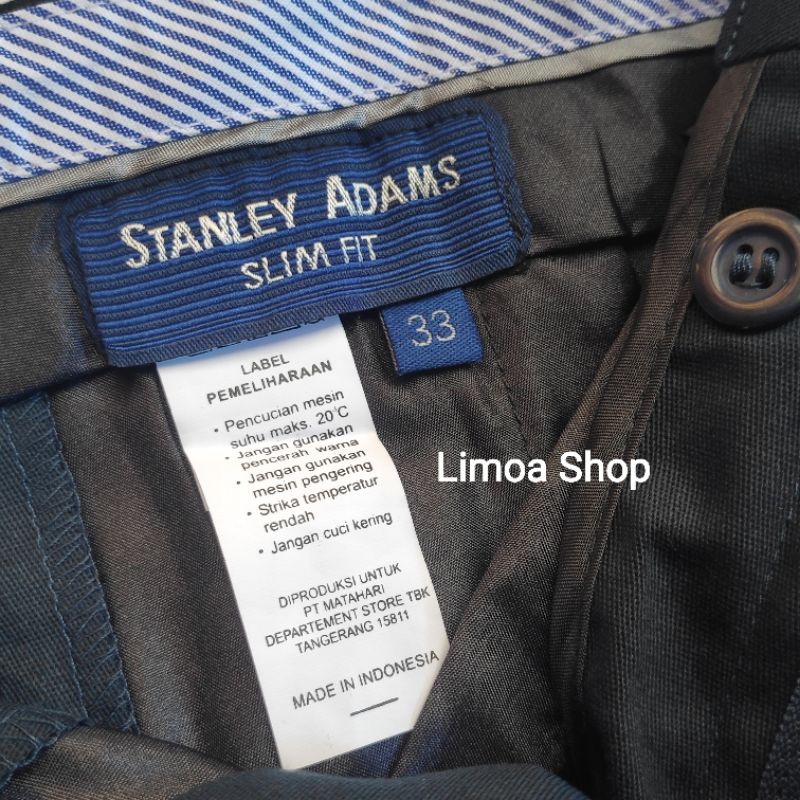 STANLEY ADAMS
SLIM FIT
33
LABEL
PEMELIHARAAN
• Pencucian mesin
suhu maks. 20°C
• Jangan gunakan
pencerah warna
• Jangan gunakan
mesin pengering
• Strika temperatur
rendah
• Jangan cuci kering
DIPRODUKSI UNTUK
PT MATAHARI
DEPARTEMENT STORE TBK
TANGERANG 15811
MADE IN INDONESIA
Limoa Shop